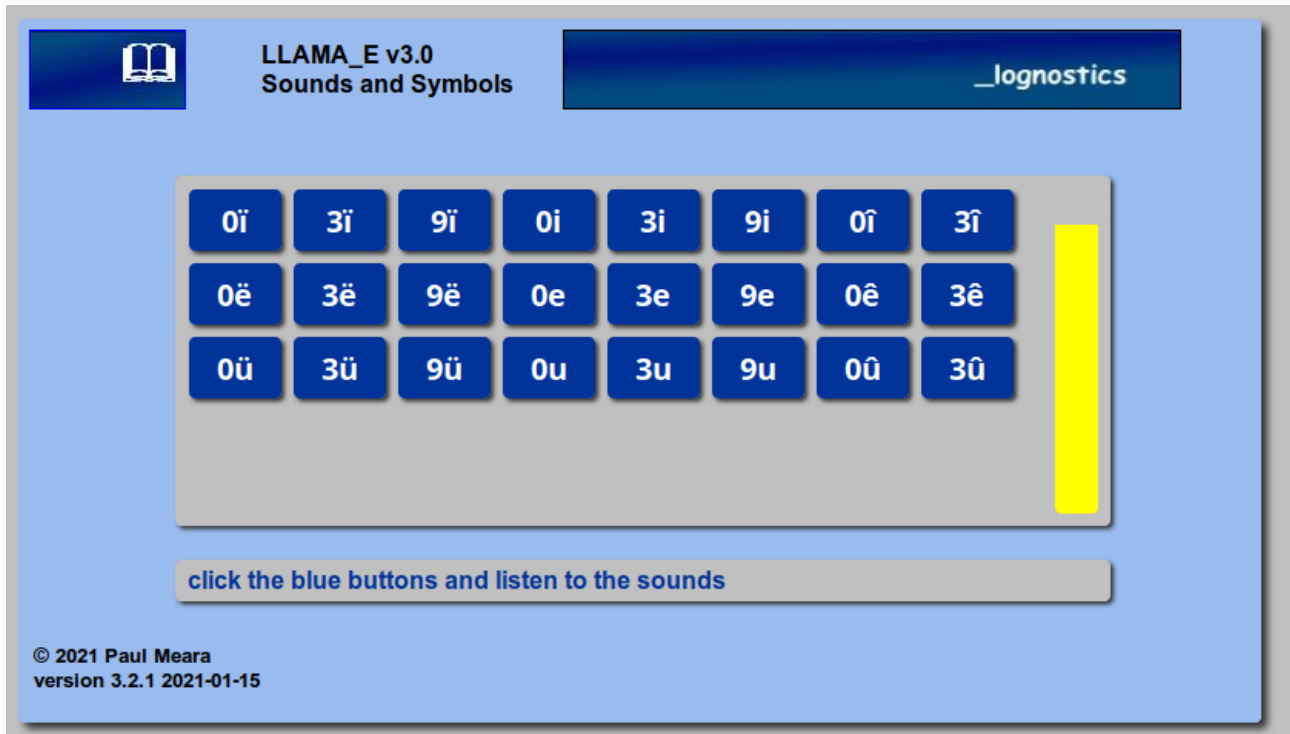 LLAMA_E v3.0
Sounds and Symbols
_lognostics
0ï 3ï 9ï 0i 3i 9i 0î 3î
0ë 3ë 9ë 0e 3e 9e 0ê 3ê
0ü 3ü 9ü 0u 3u 9u 0û 3û
click the blue buttons and listen to the sounds
© 2021 Paul Meara
version 3.2.1 2021-01-15